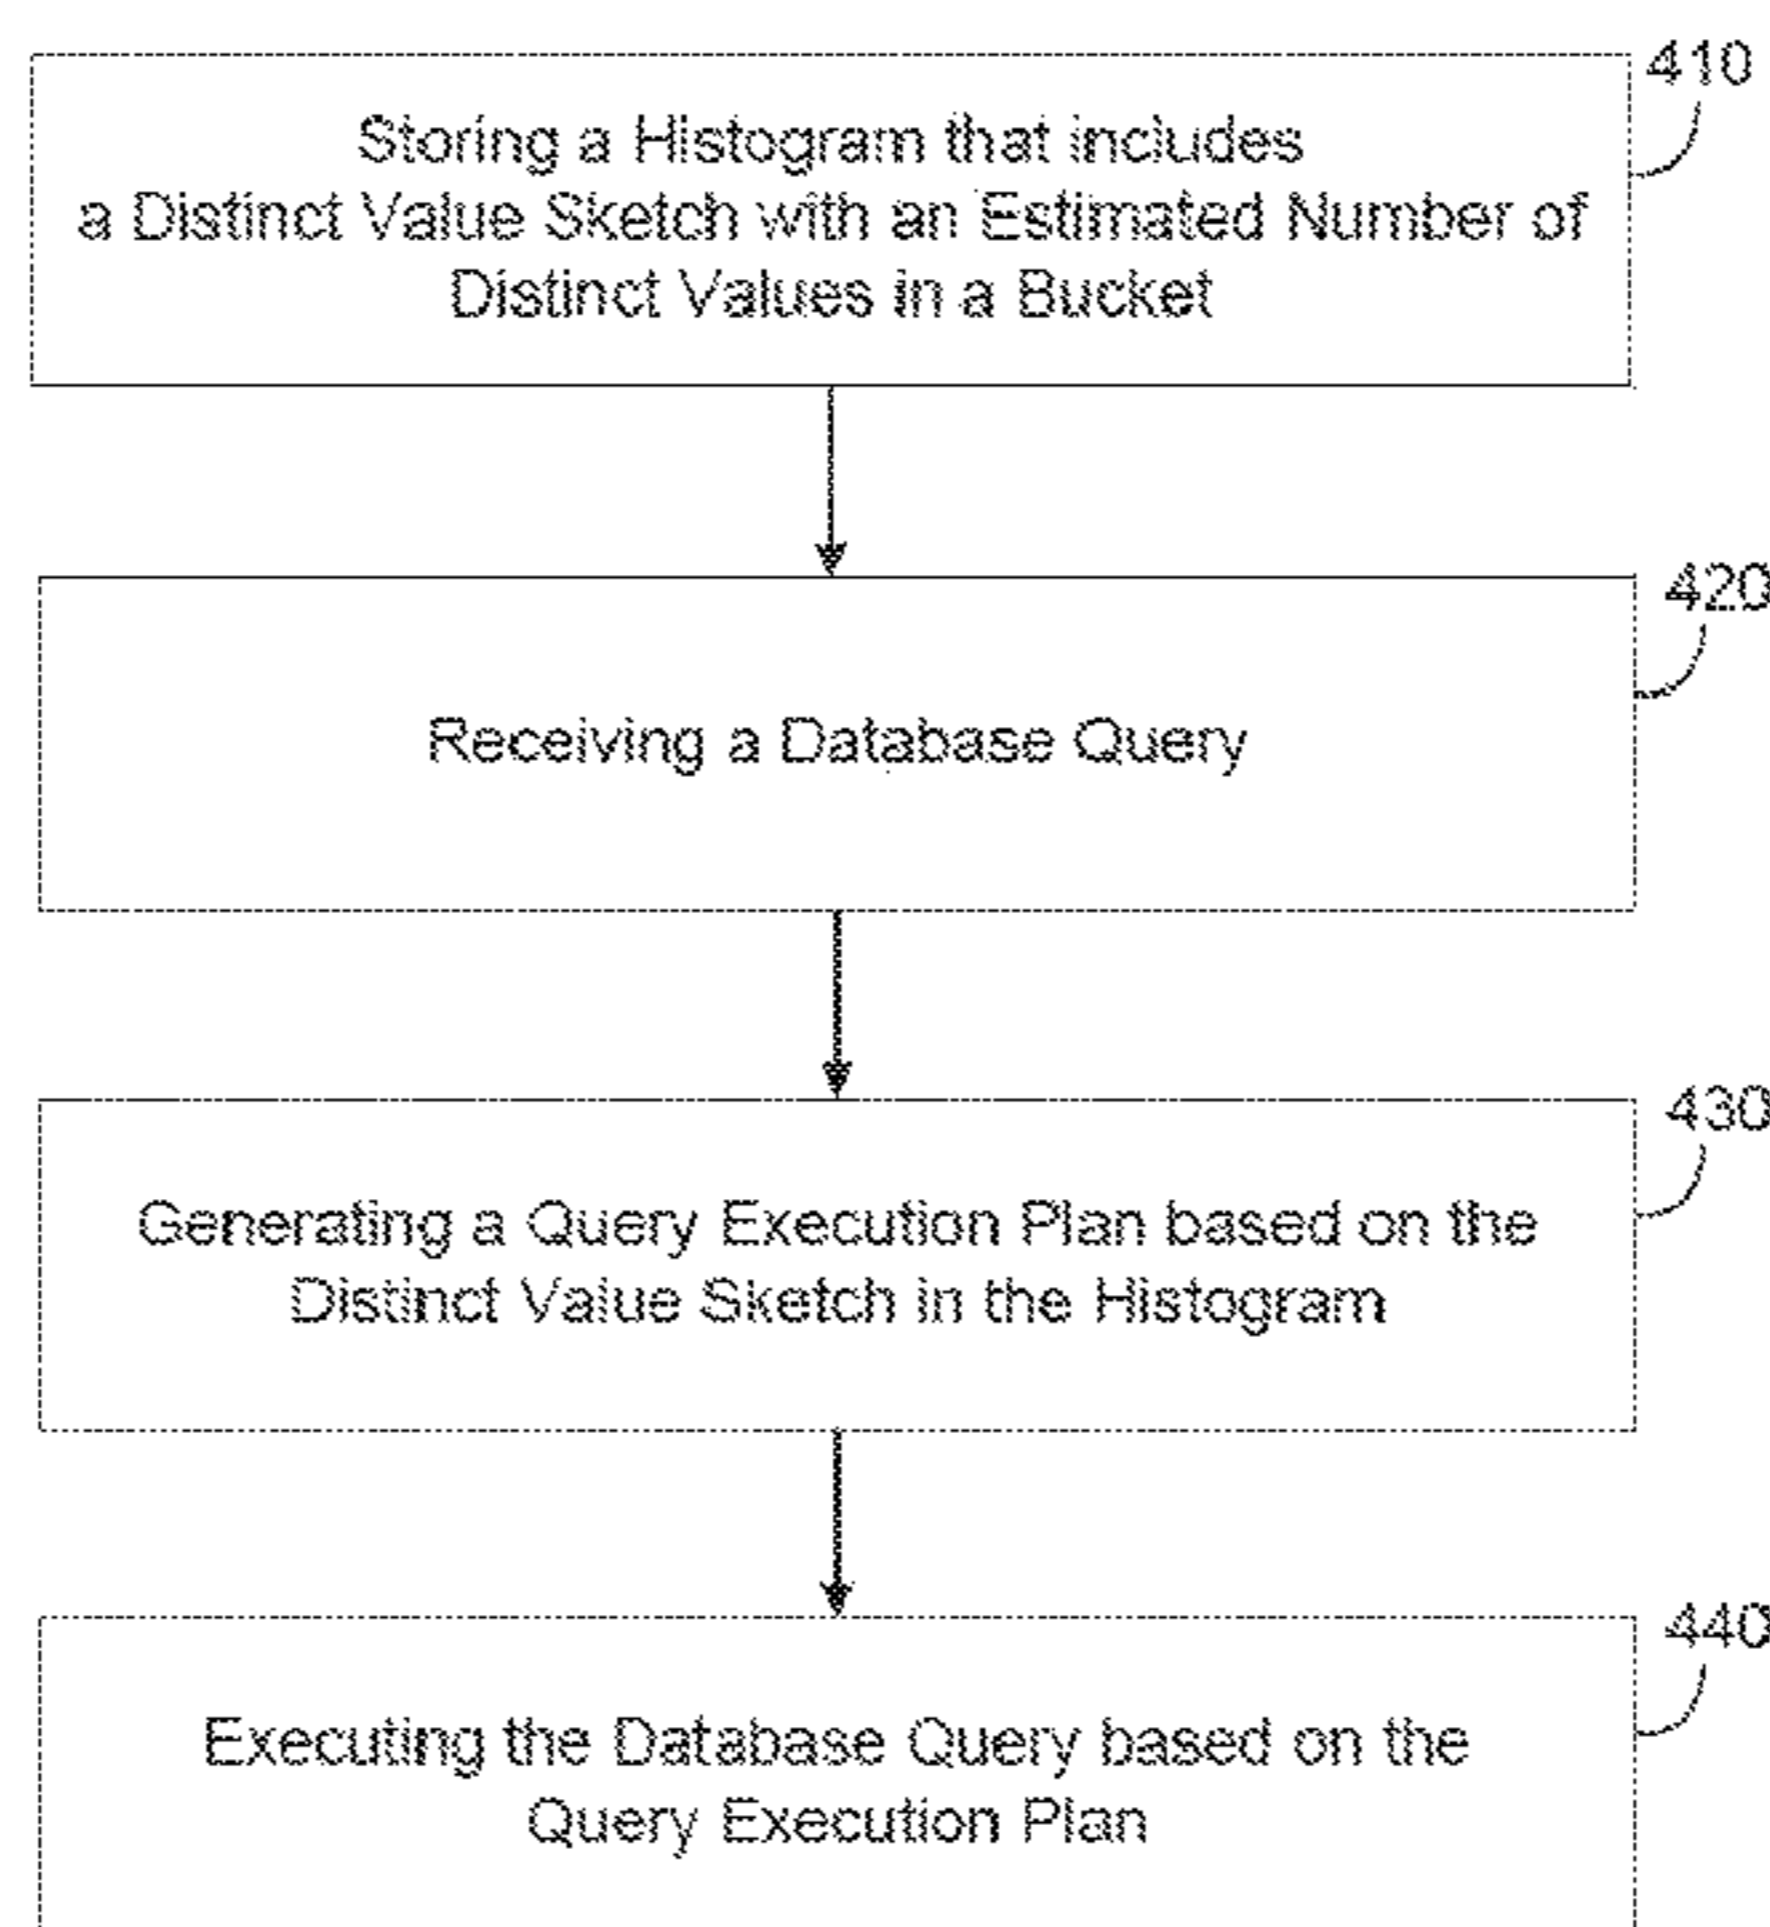 410
Storing a Histogram that includes
a Distinct Value Sketch with an Estimated Number of
Distinct Values in a Bucket
420
Receiving a Database Query
430
Generating a Query Execution Plan based on the
Distinct Value Sketch in the Histogram
440
Executing the Database Query based on the
Query Execution Plan